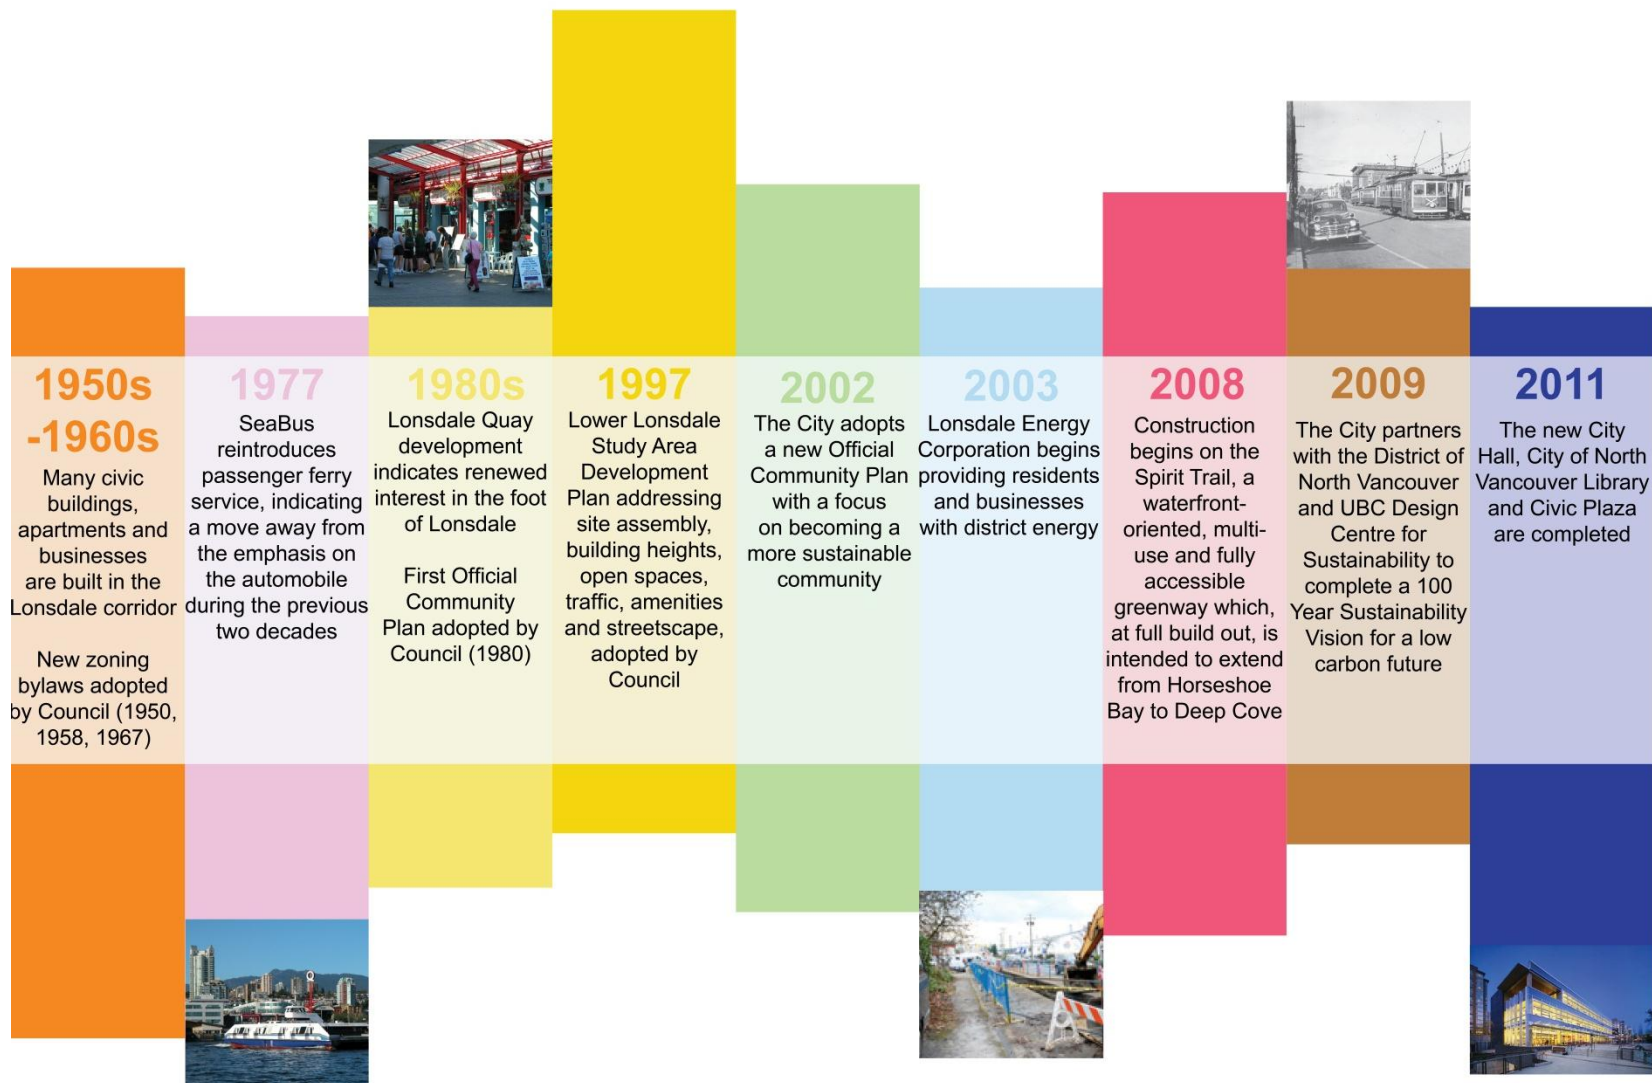 1950s
-1960s
Many civic
buildings,
apartments and
businesses
are built in the
Lonsdale corridor
New zoning
bylaws adopted
by Council (1950,
1958, 1967)
1977
SeaBus
reintroduces
passenger ferry
service, indicating
a move away from
the emphasis on
the automobile
during the previous
two decades
1980s
Lonsdale Quay
development
indicates renewed
interest in the foot
of Lonsdale
First Official
Community
Plan adopted by
Council (1980)
1997
Lower Lonsdale
Study Area
Development
Plan addressing
site assembly,
building heights,
open spaces,
traffic, amenities
and streetscape,
adopted by
Council
2002
The City adopts
a new Official
Community Plan
with a focus
on becoming a
more sustainable
community
2003
Lonsdale Energy
Corporation begins
providing residents
and businesses
with district energy
2008
Construction
begins on the
Spirit Trail, a
waterfront-
oriented, multi-
use and fully
accessible
greenway which,
at full build out, is
intended to extend
from Horseshoe
Bay to Deep Cove
2009
The City partners
with the District of
North Vancouver
and UBC Design
Centre for
Sustainability to
complete a 100
Year Sustainability
Vision for a low
carbon future
2011
The new City
Hall, City of North
Vancouver Library
and Civic Plaza
are completed